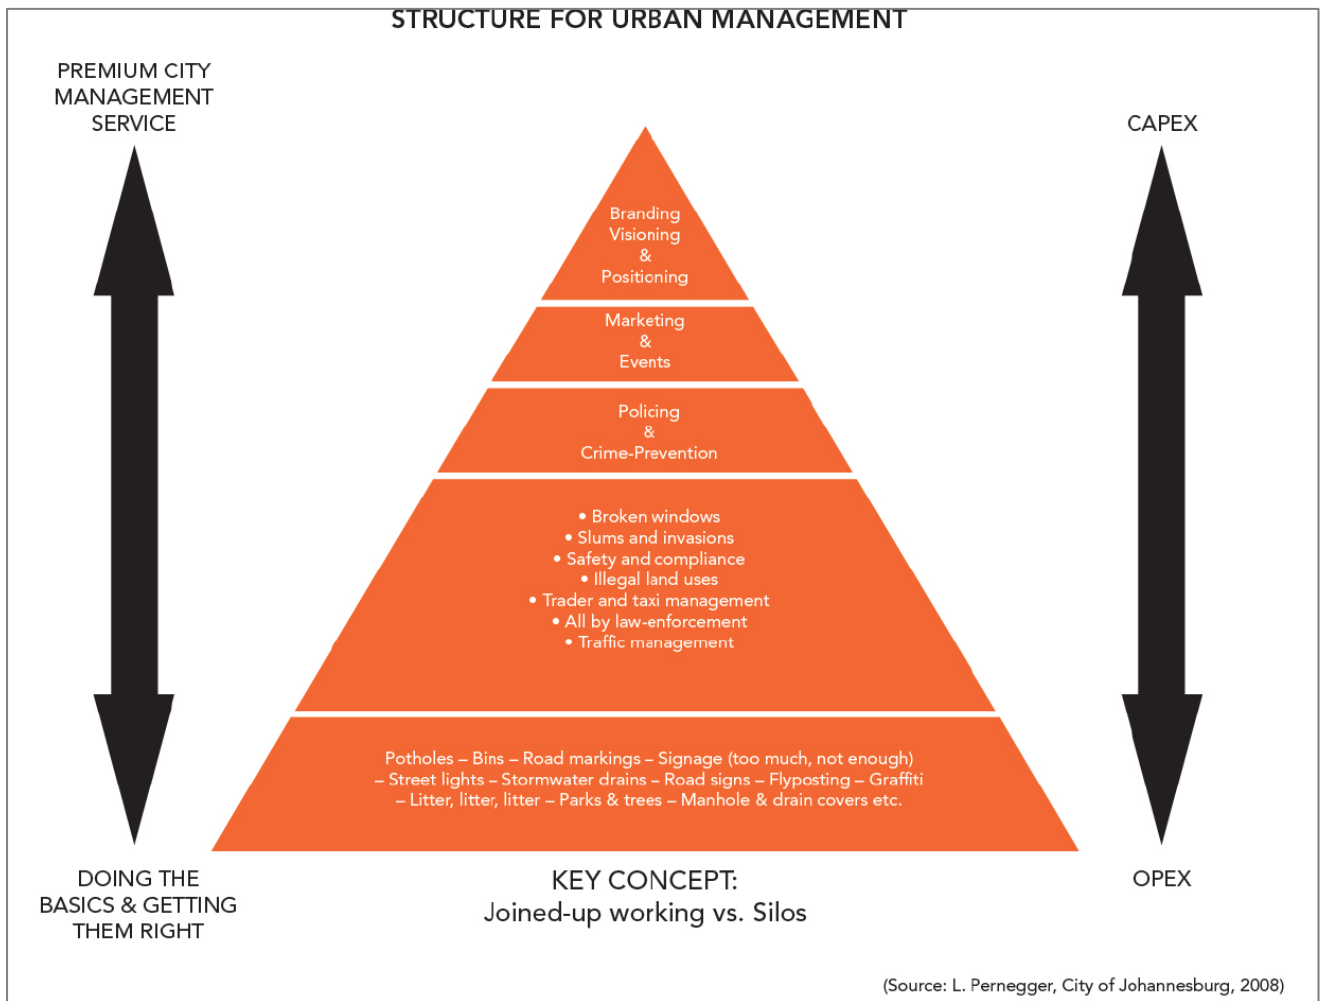 STRUCTURE FOR URBAN MANAGEMENT
PREMIUM CITY
MANAGEMENT
SERVICE
CAPEX
Branding
Visioning
&
Positioning
Marketing
&
Events
Policing
&
Crime-Prevention
• Broken windows
• Slums and invasions
• Safety and compliance
• Illegal land uses
• Trader and taxi management
• All by law-enforcement
• Traffic management
Potholes – Bins – Road markings – Signage (too much, not enough)
– Street lights – Stormwater drains – Road signs – Flyposting – Graffiti
– Litter, litter, litter – Parks & trees – Manhole & drain covers etc.
DOING THE
BASICS & GETTING
THEM RIGHT
KEY CONCEPT:
Joined-up working vs. Silos
OPEX
(Source: L. Pernegger, City of Johannesburg, 2008)